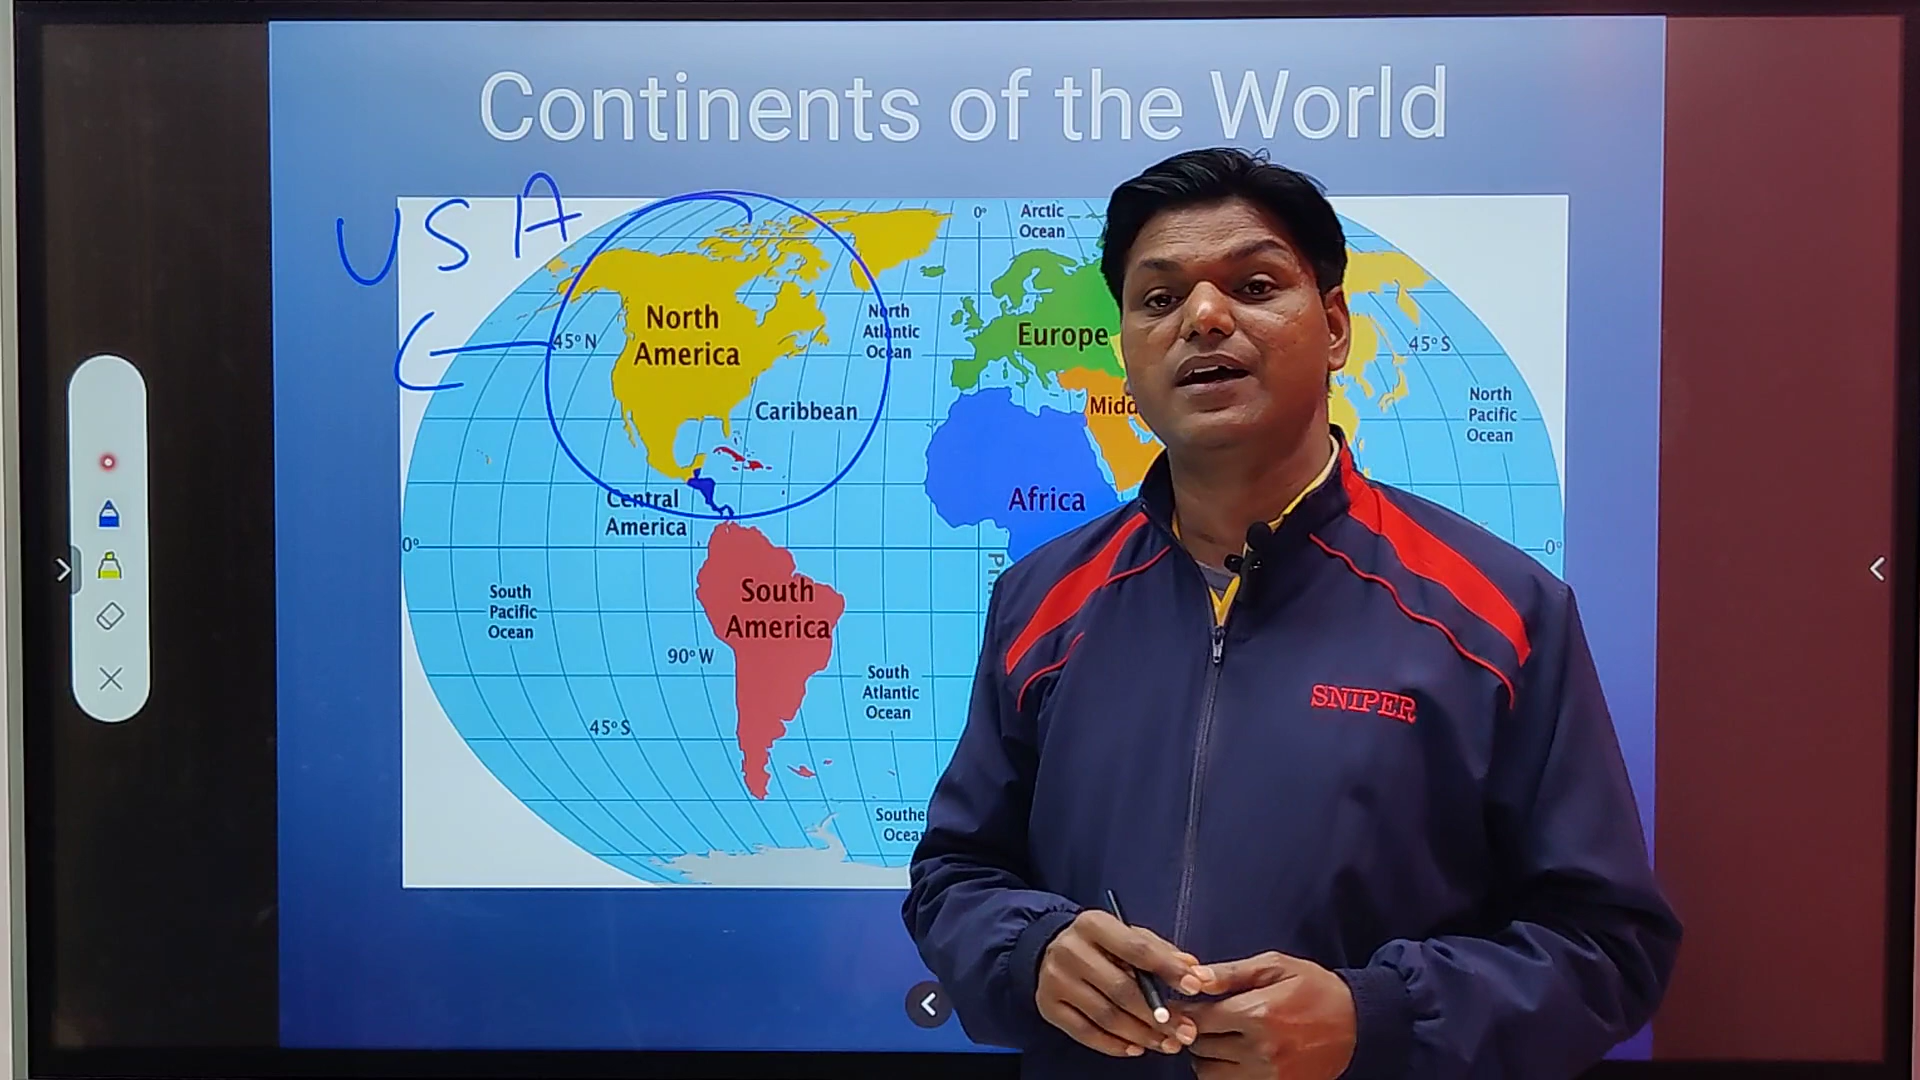 Continents of the World
USA
0°
Arctic
Ocean
North
America
45° N
North
Atlantic
Ocean
Europe
45° S
North
Pacific
Ocean
Caribbean
Central
America
Africa
0°
0°
South
Pacific
Ocean
South
America
90° W
45° S
South
Atlantic
Ocean
SNIPER